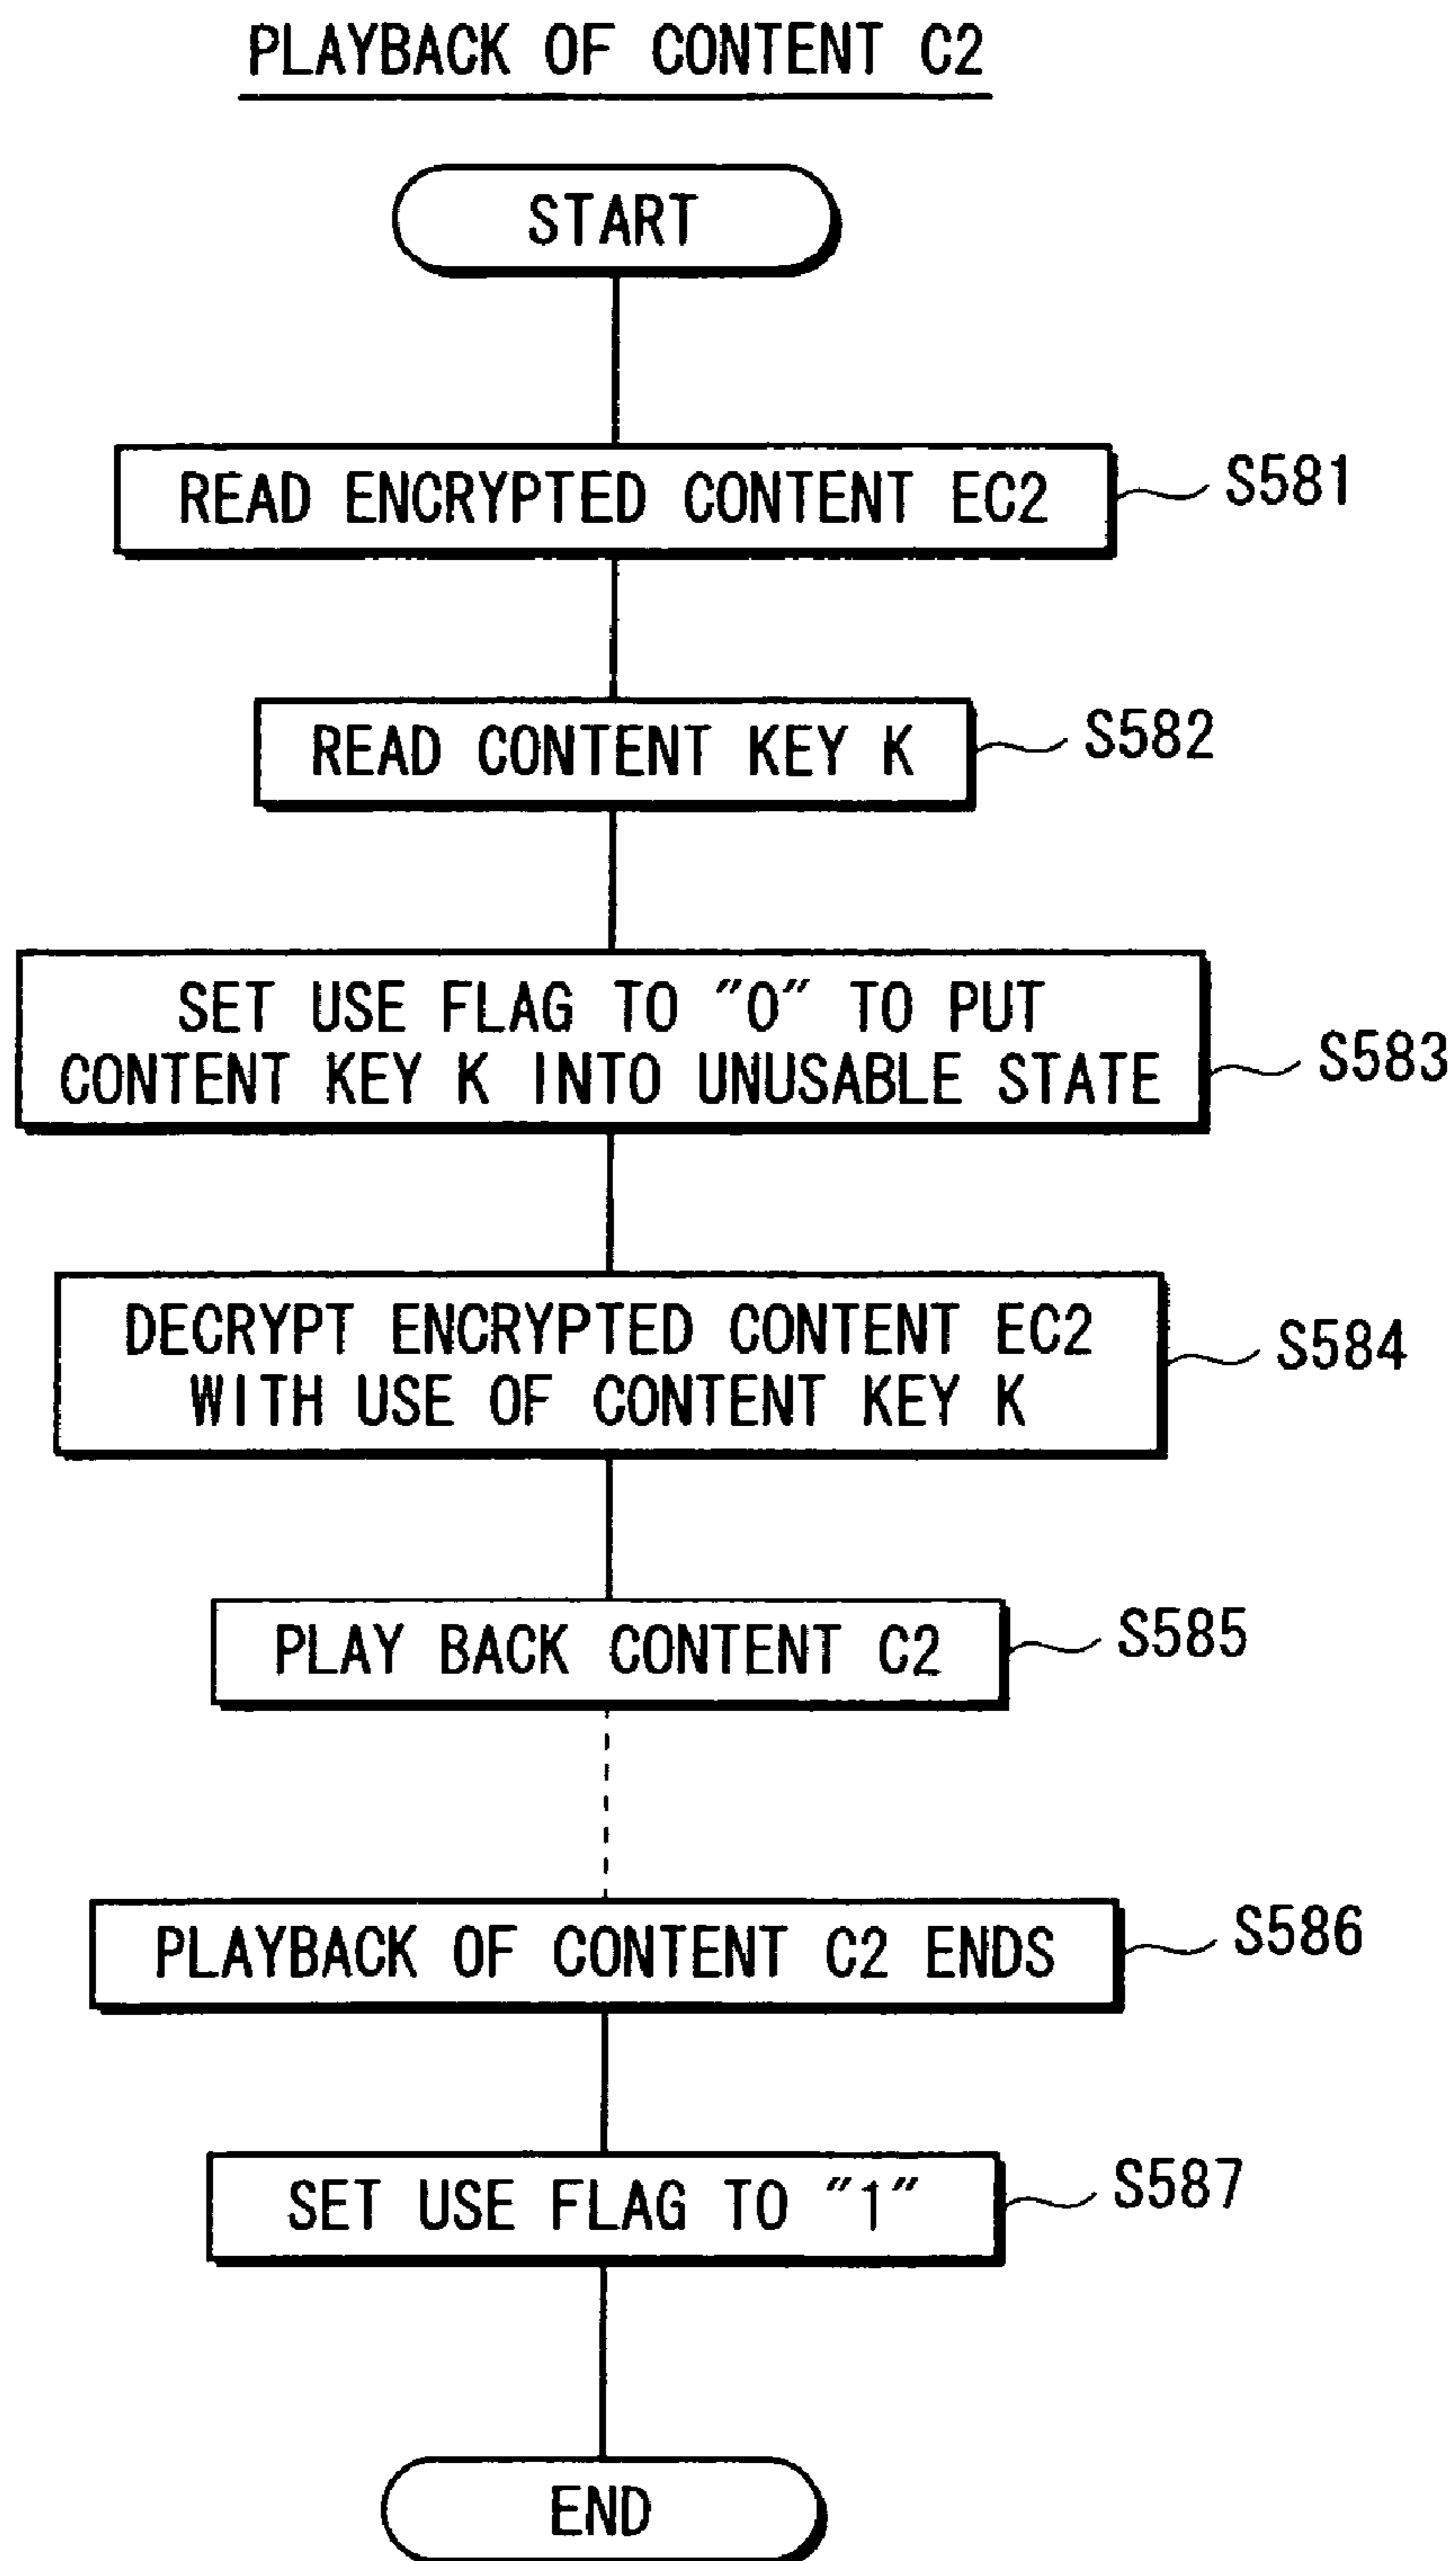 PLAYBACK OF CONTENT C2
START
READ ENCRYPTED CONTENT EC2
S581
READ CONTENT KEY K
S582
SET USE FLAG TO "0" TO PUT
CONTENT KEY K INTO UNUSABLE STATE
S583
DECRYPT ENCRYPTED CONTENT EC2
WITH USE OF CONTENT KEY K
S584
PLAY BACK CONTENT C2
S585
PLAYBACK OF CONTENT C2 ENDS
S586
SET USE FLAG TO "1"
S587
END